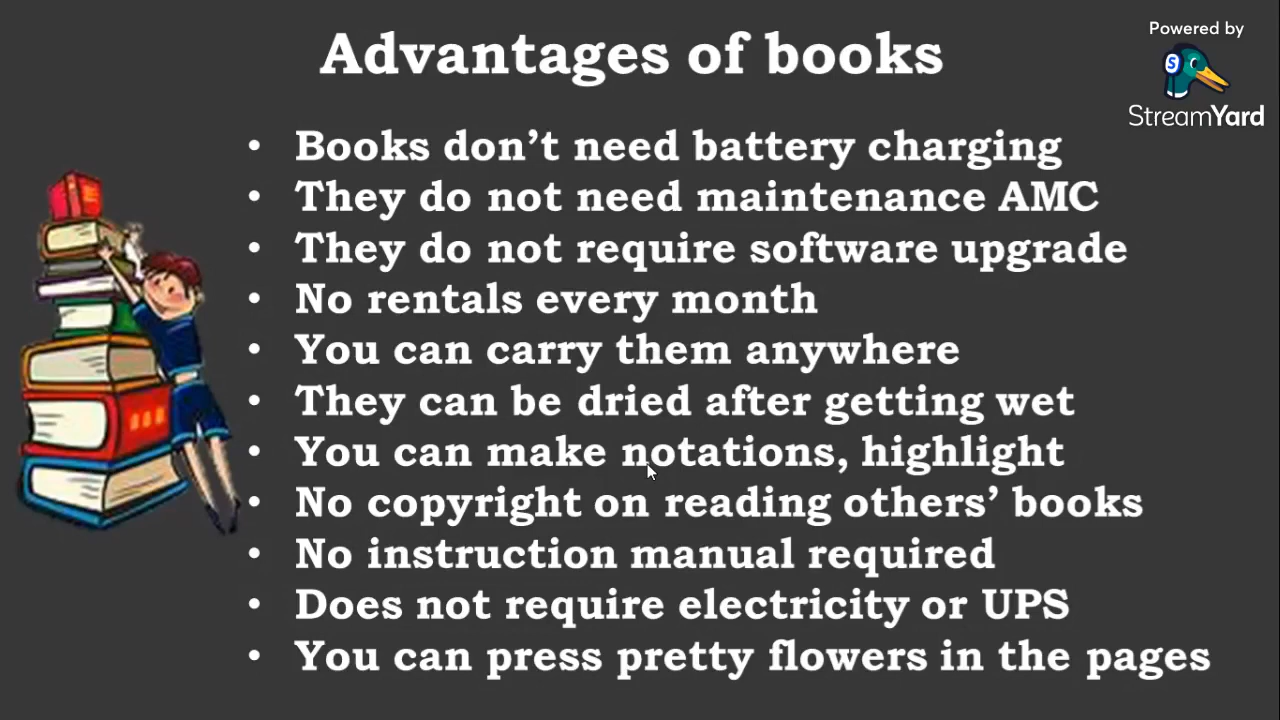 Advantages of books
Powered by
StreamYard
• Books don’t need battery charging
• They do not need maintenance AMC
• They do not require software upgrade
• No rentals every month
• You can carry them anywhere
• They can be dried after getting wet
• You can make notations, highlight
• No copyright on reading others’ books
• No instruction manual required
• Does not require electricity or UPS
• You can press pretty flowers in the pages